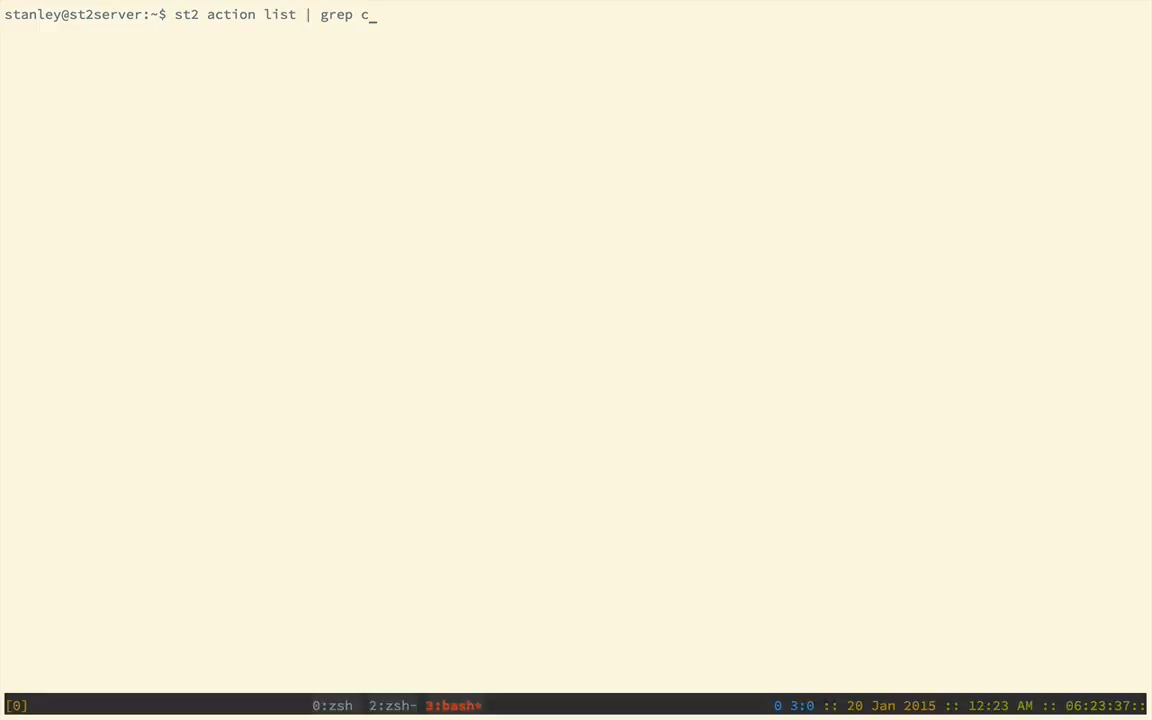 stanley@st2server:~$ st2 action list | grep c_
[0] 0:zsh 2:zsh- 3:bash* 0 3:0 :: 20 Jan 2015 :: 12:23 AM :: 06:23:37::